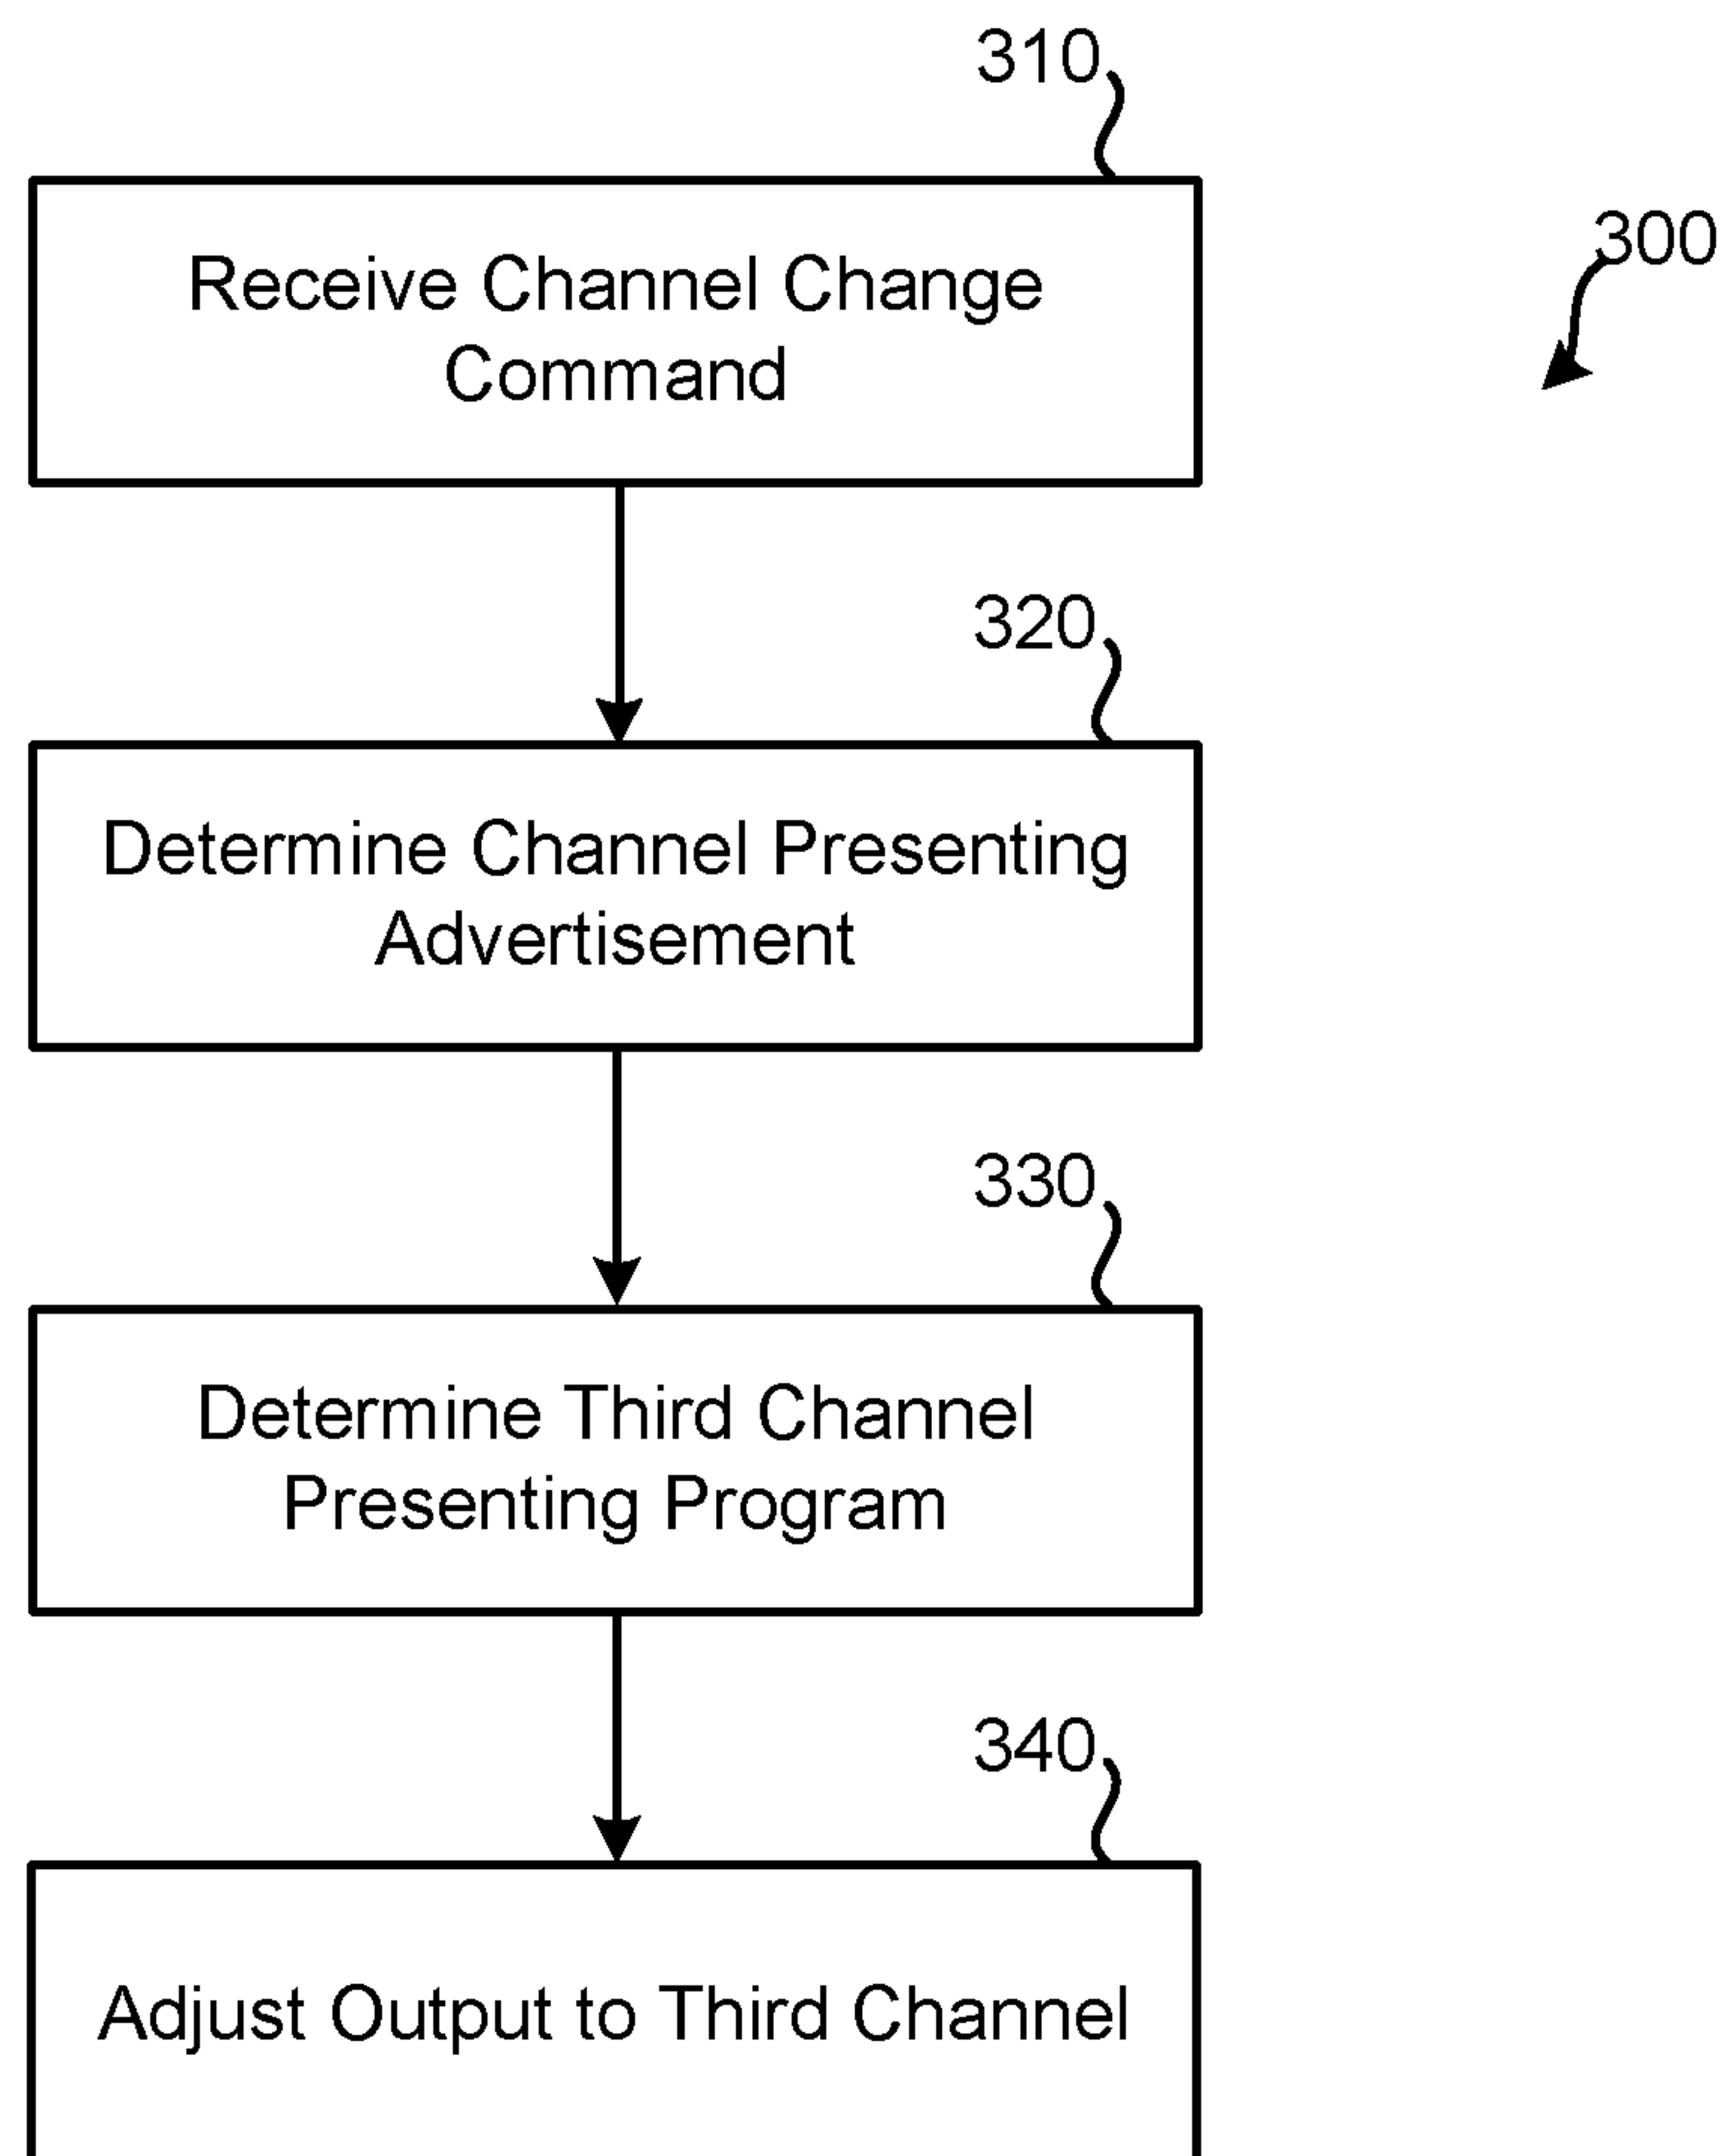 310
Receive Channel Change
Command
300
320
Determine Channel Presenting
Advertisement
330
Determine Third Channel
Presenting Program
340
Adjust Output to Third Channel